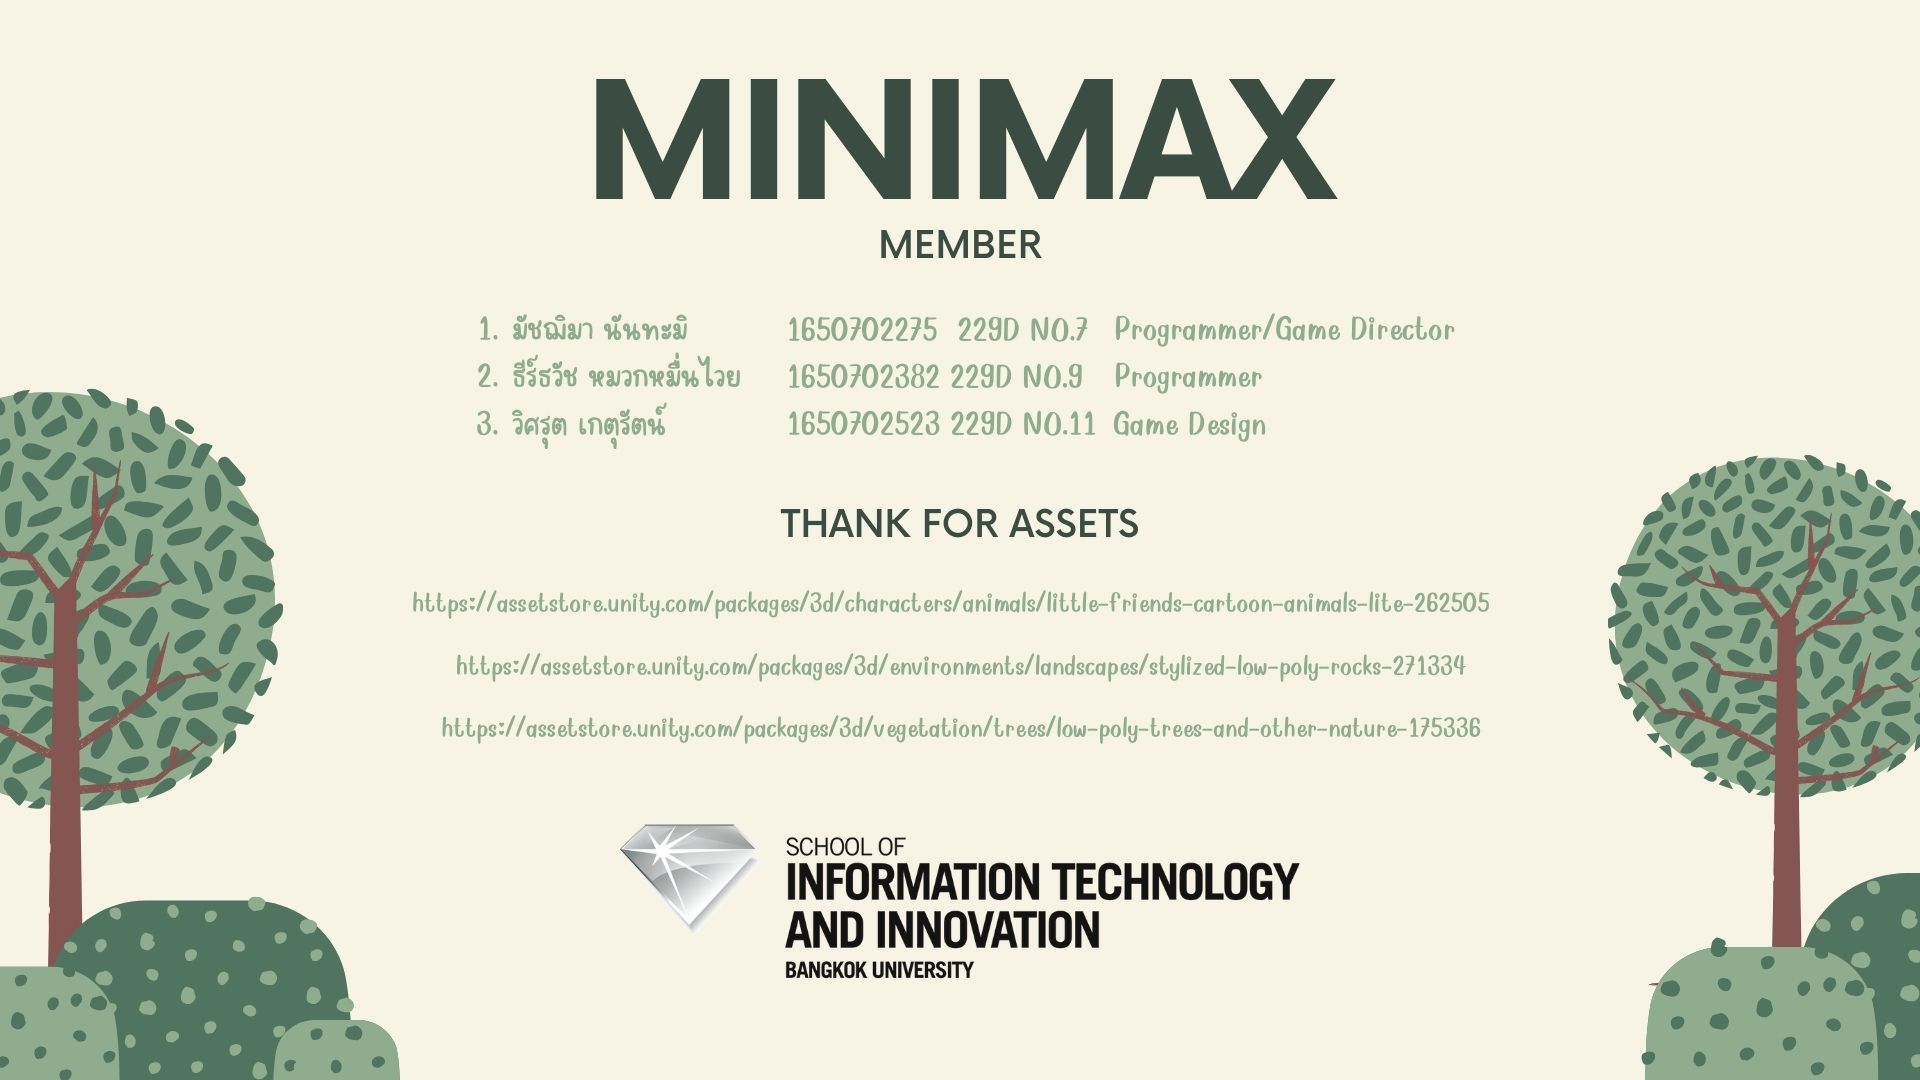 MINIMAX
MEMBER
1. มัชฌิมา นันทะมิ 1650702275 229D NO.7 Programmer/Game Director
2. ธีร์ธวัช หมวกหมื่นไวย 1650702382 229D NO.9 Programmer
3. วิศรุต เกตุรัตน์ 1650702523 229D NO.11 Game Design
THANK FOR ASSETS
https://assetstore.unity.com/packages/3d/characters/animals/little-friends-cartoon-animals-lite-262505
https://assetstore.unity.com/packages/3d/environments/landscapes/stylized-low-poly-rocks-271334
https://assetstore.unity.com/packages/3d/vegetation/trees/low-poly-trees-and-other-nature-175336
SCHOOL OF
INFORMATION TECHNOLOGY
AND INNOVATION
BANGKOK UNIVERSITY